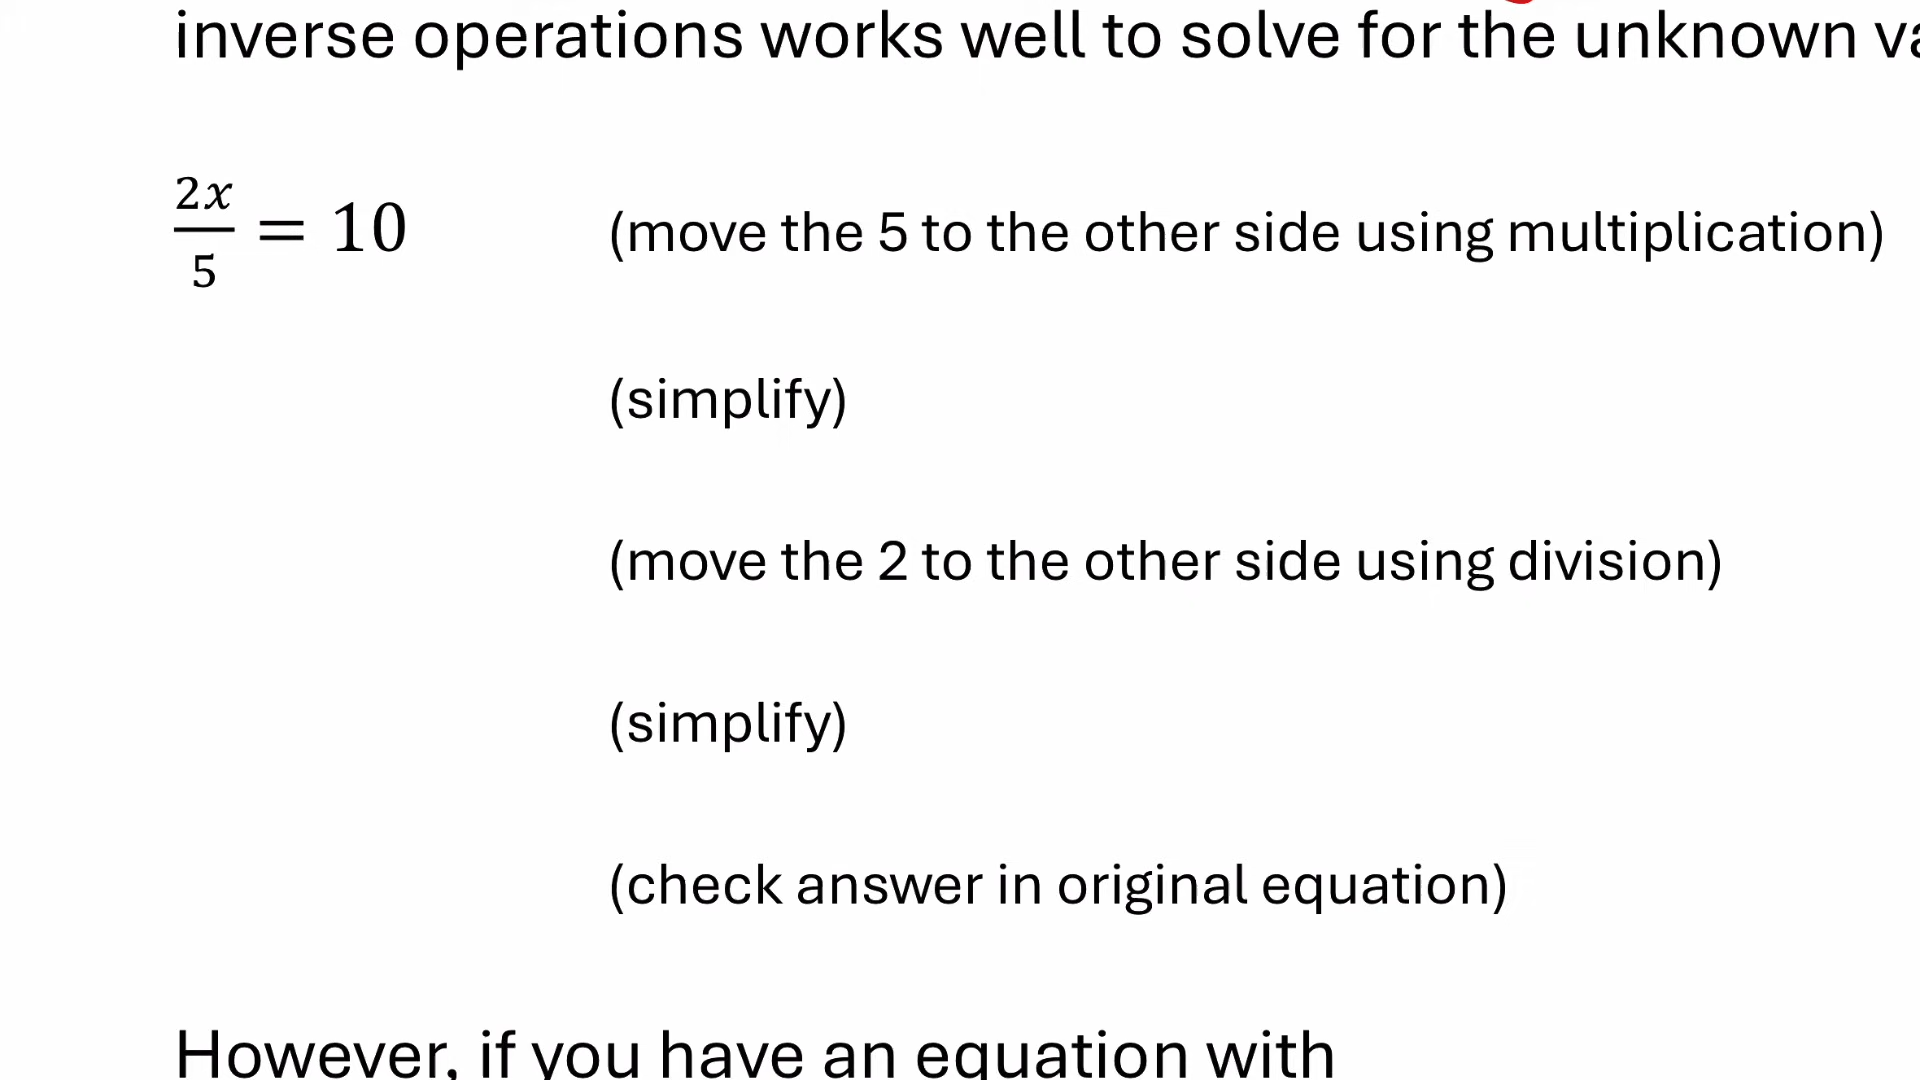 inverse operations works well to solve for the unknown
2x/5 = 10 (move the 5 to the other side using multiplication)
(simplify)
(move the 2 to the other side using division)
(simplify)
(check answer in original equation)
However, if you have an equation with